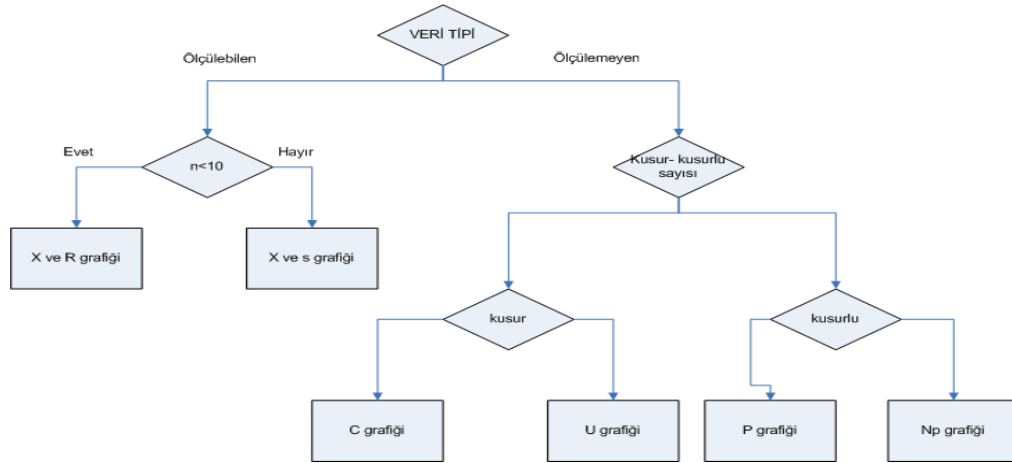 VERİ TİPİ
Ölçülebilen
Ölçülemeyen
Evet
Hayır
n<10
Kusur- kusurlu
sayısı
X ve R grafiği
X ve s grafiği
kusur
kusurlu
C grafiği
U grafiği
P grafiği
Np grafiği